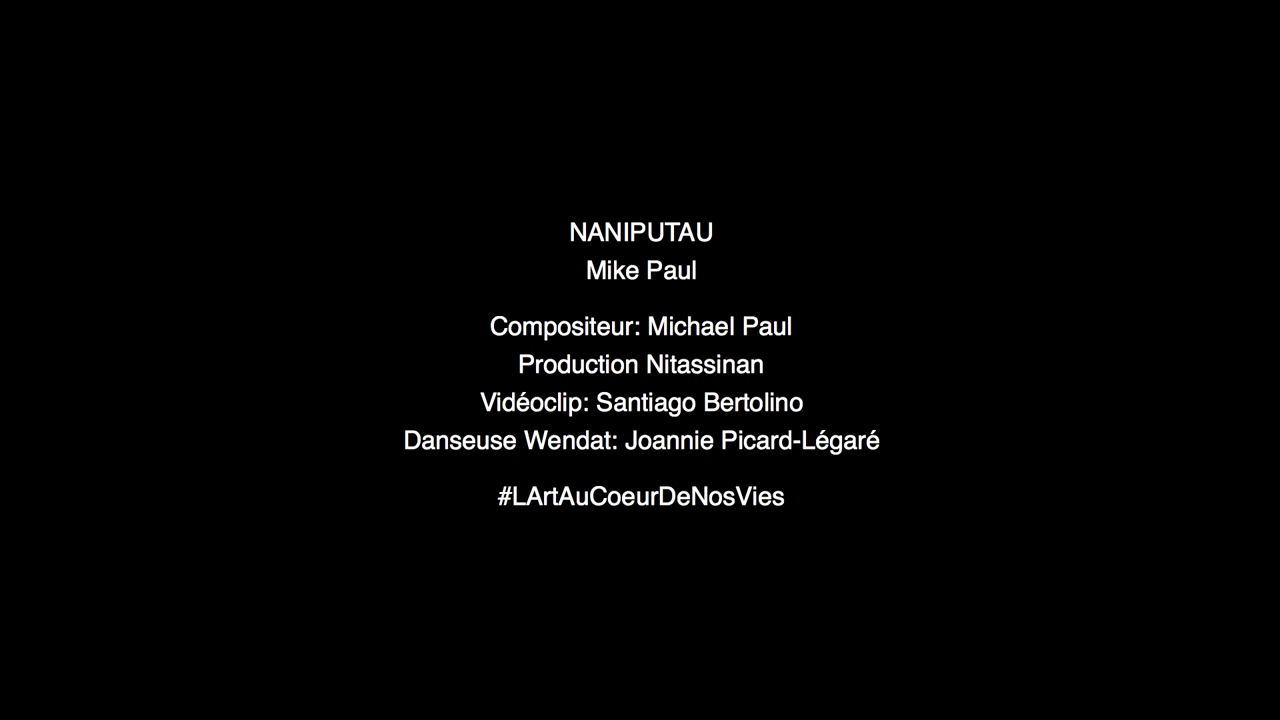 NANIPUTAU
Mike Paul
Compositeur: Michael Paul
Production Nitassinan
Vidéoclip: Santiago Bertolino
Danseuse Wendat: Joannie Picard-Légaré
#LArtAuCoeurDeNosVies